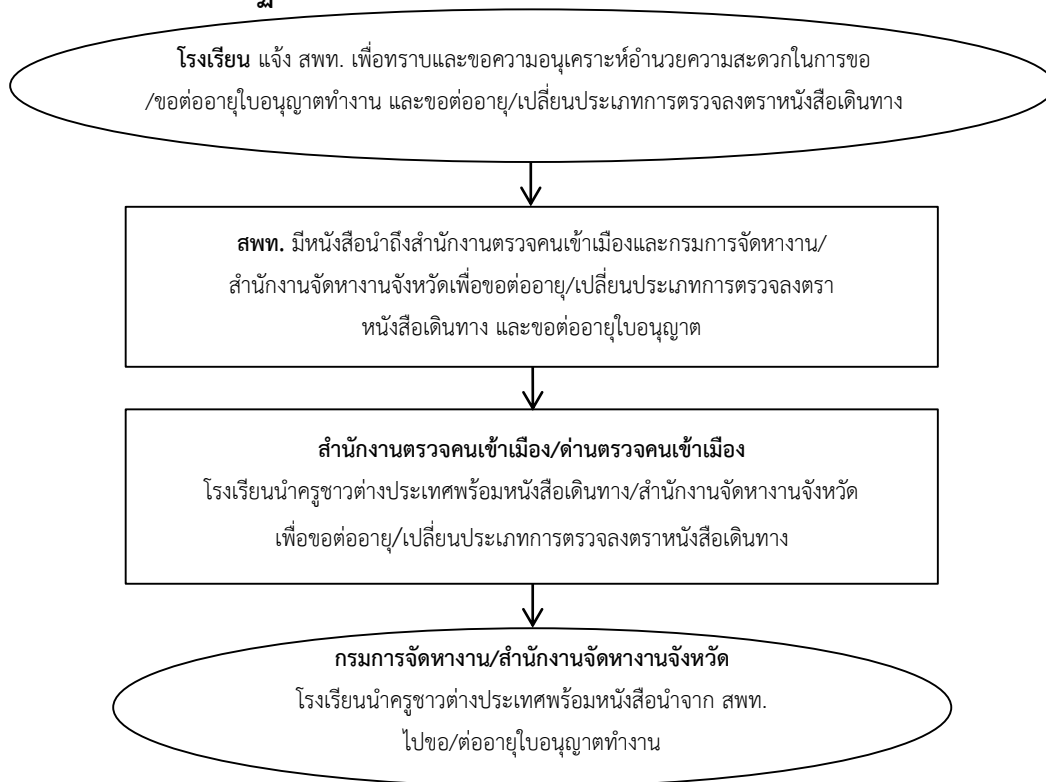 โรงเรียน แจ้ง สพท. เพื่อทราบและขอความอนุเคราะห์อำนวยความสะดวกในการขอ
/ขอต่ออายุใบอนุญาตทำงาน และขอต่ออายุ/เปลี่ยนประเภทการตรวจลงตราหนังสือเดินทาง
สพท. มีหนังสือนำถึงสำนักงานตรวจคนเข้าเมืองและกรมการจัดหางาน/
สำนักงานจัดหางานจังหวัดเพื่อขอต่ออายุ/เปลี่ยนประเภทการตรวจลงตรา
หนังสือเดินทาง และขอต่ออายุใบอนุญาต
สำนักงานตรวจคนเข้าเมือง/ด่านตรวจคนเข้าเมือง
โรงเรียนนำครูชาวต่างประเทศพร้อมหนังสือเดินทาง/สำนักงานจัดหางานจังหวัด
เพื่อขอต่ออายุ/เปลี่ยนประเภทการตรวจลงตราหนังสือเดินทาง
กรมการจัดหางาน/สำนักงานจัดหางานจังหวัด
โรงเรียนนำครูชาวต่างประเทศพร้อมหนังสือนำจาก สพท.
ไปขอ/ต่ออายุใบอนุญาตทำงาน